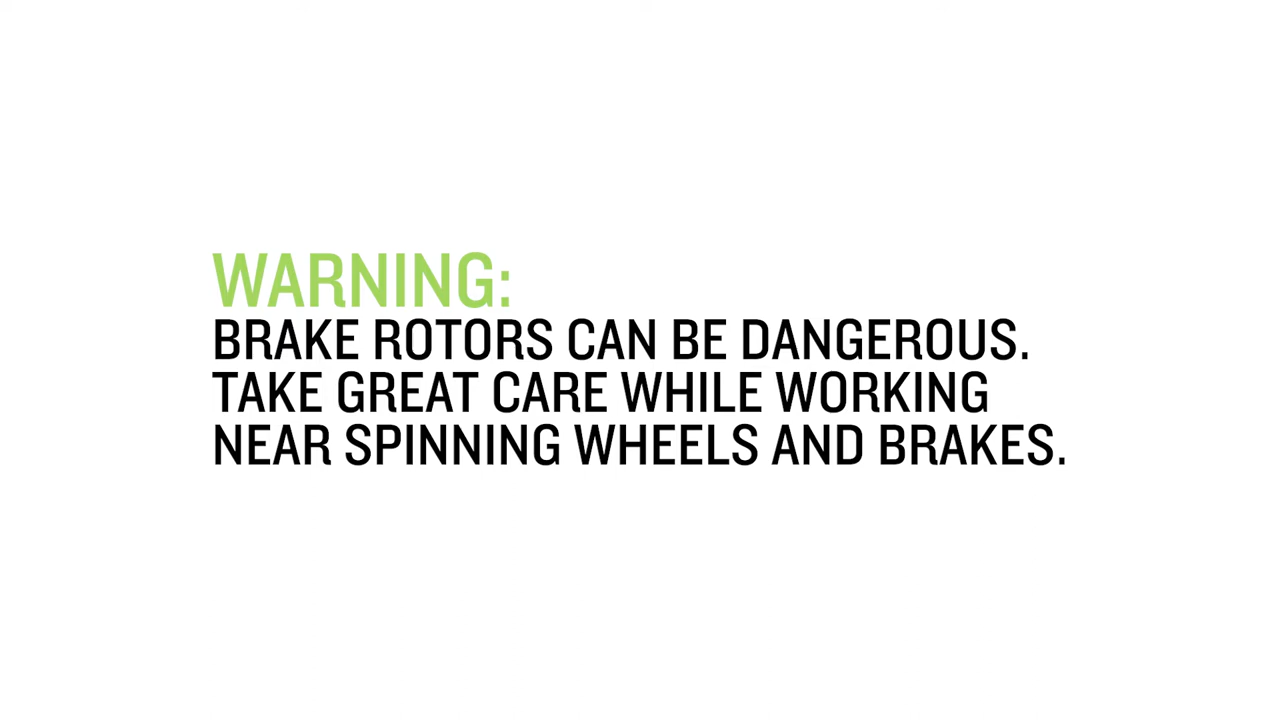 WARNING:
BRAKE ROTORS CAN BE DANGEROUS.
TAKE GREAT CARE WHILE WORKING
NEAR SPINNING WHEELS AND BRAKES.